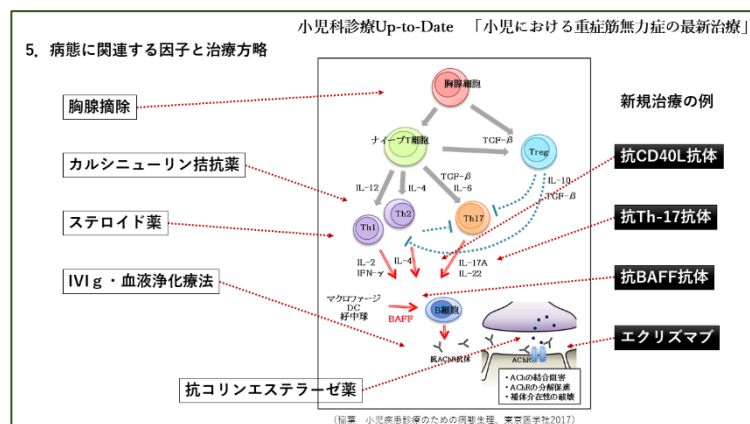 小児科診療Up-to-Date 「小児における重症筋無力症の最新治療」
5. 病態に関連する因子と治療方略
胸腺摘除
カルシニューリン拮抗薬
ステロイド薬
IVIg・血液浄化療法
抗コリンエステラーゼ薬
胸腺細胞
ナイーブT細胞
TGF-β
Treg
IL-12
IL-4
TGF-β
IL-6
IL-10
TGF-β
Th1
Th2
Th17
IL-2
IFN-γ
IL-4
IL-17A
IL-22
マクロファージ
DC
好中球
BAFF
B細胞
抗AChR抗体
AChR
・AChの結合阻害
・AChRの分解促進
・補体介在性の破壊
新規治療の例
抗CD40L抗体
抗Th-17抗体
抗BAFF抗体
エクリズマブ
(稲葉 小児疾患診療のための病態生理、東京医学社2017)